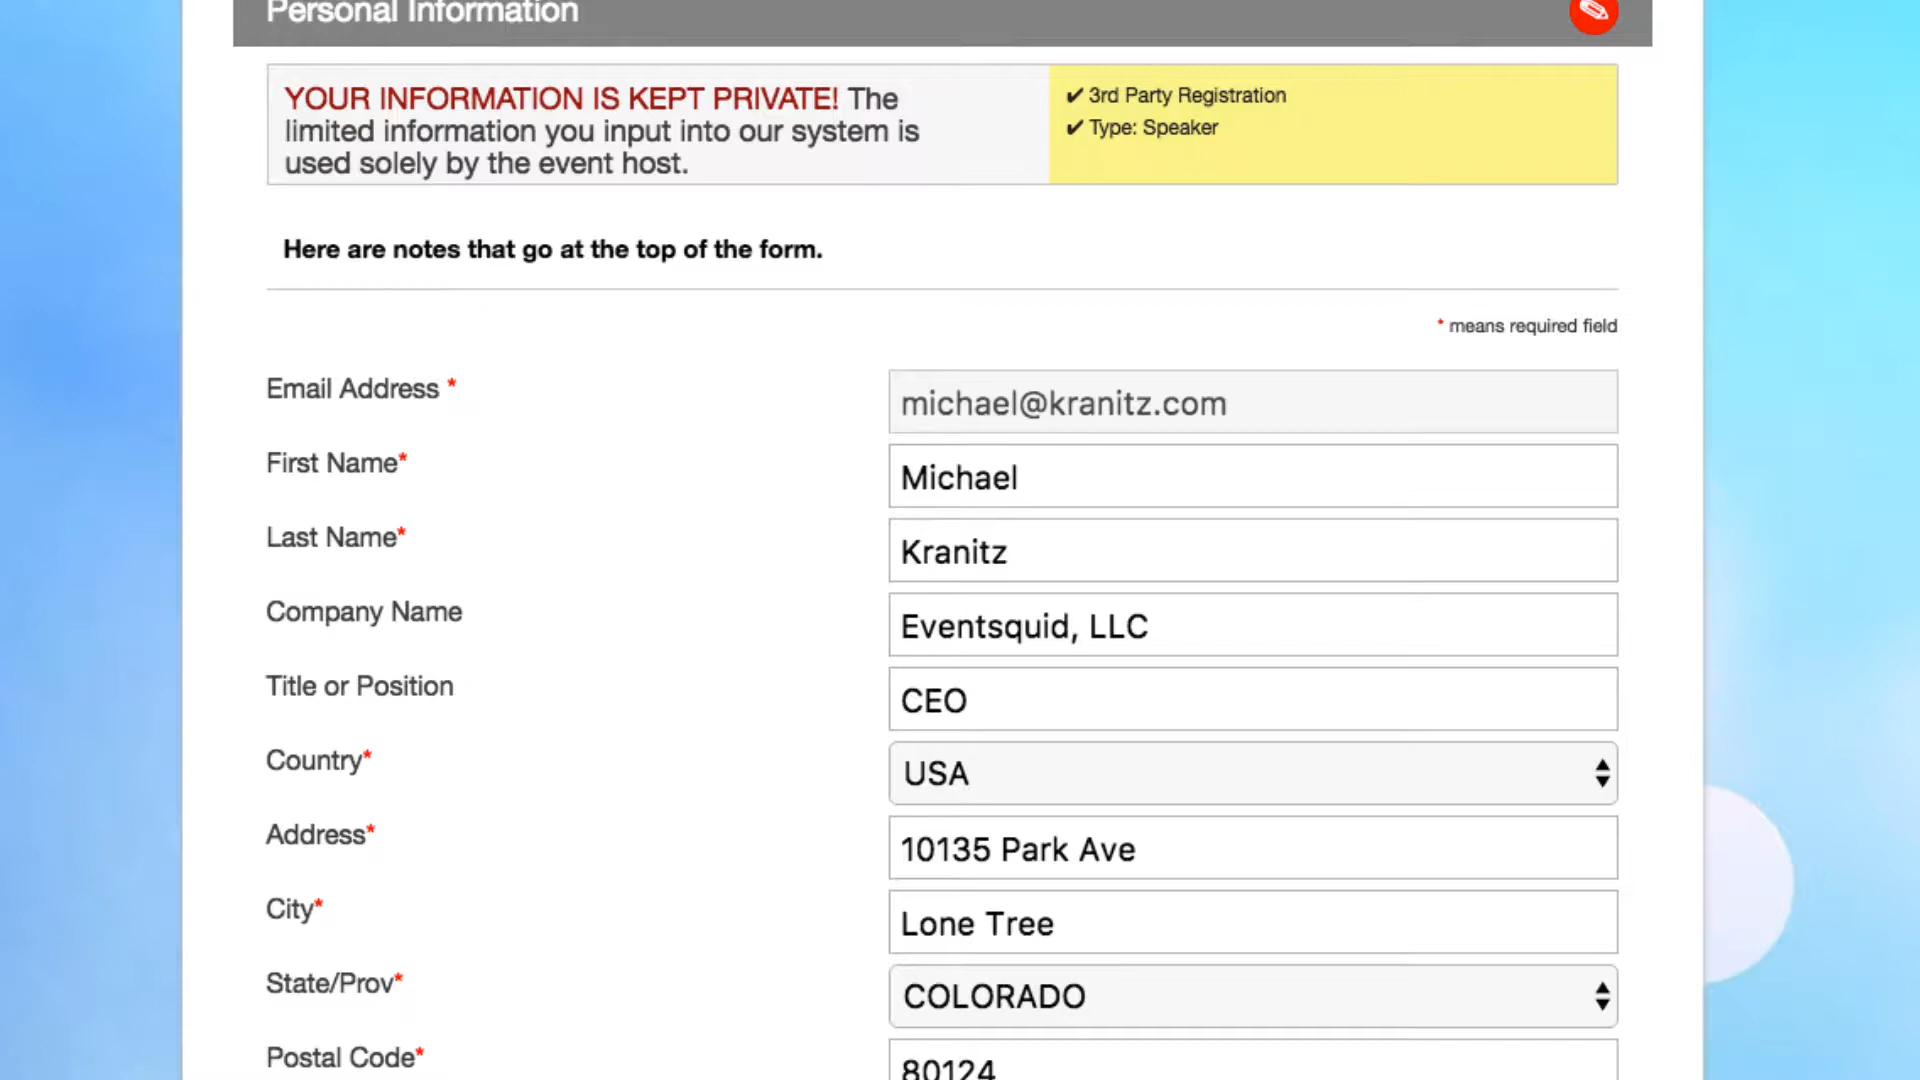 Personal Information
YOUR INFORMATION IS KEPT PRIVATE! The
limited information you input into our system is
used solely by the event host.
✔ 3rd Party Registration
✔ Type: Speaker
Here are notes that go at the top of the form.
* means required field
Email Address * michael@kranitz.com
First Name* Michael
Last Name* Kranitz
Company Name Eventsquid, LLC
Title or Position CEO
Country* USA
Address* 10135 Park Ave
City* Lone Tree
State/Prov* COLORADO
Postal Code* 80124